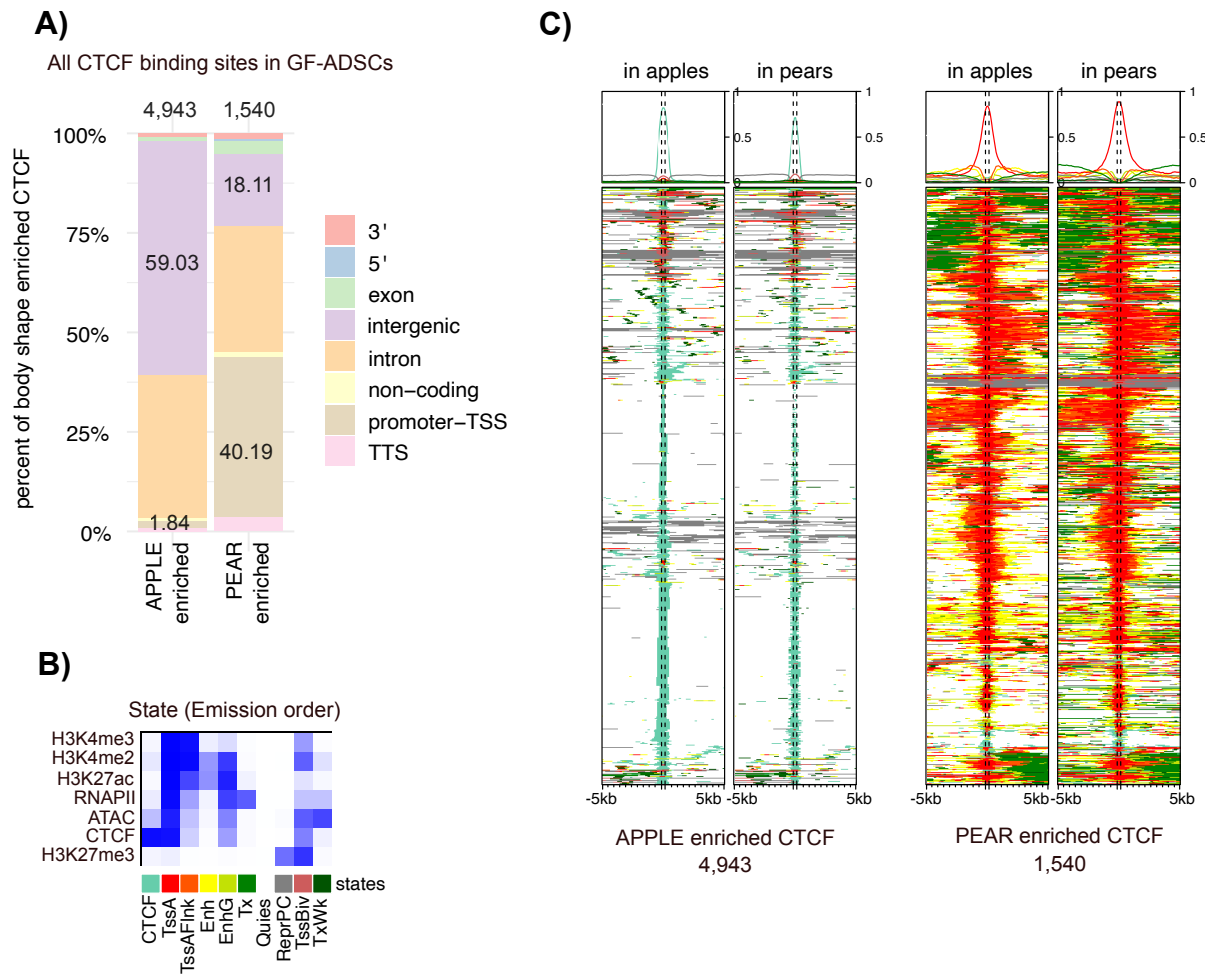 A)
All CTCF binding sites in GF-ADSCs
4,943
1,540
percent of body shape enriched CTCF
100%
75%
50%
25%
0%
59.03
1.84
18.11
40.19
APPLE
enriched
PEAR
enriched
3'
5'
exon
intergenic
intron
non-coding
promoter-TSS
TTS
B)
State (Emission order)
H3K4me3
H3K4me2
H3K27ac
RNAPII
ATAC
CTCF
H3K27me3
states
CTCF
TssA
TssAFlnk
Enh
EnhG
Tx
Quies
ReprPC
TssBiv
TxWk
C)
in apples
in pears
1
0.5
0
0
-5kb
5kb
-5kb
5kb
APPLE enriched CTCF
4,943
in apples
in pears
1
0.5
0
0
-5kb
5kb
-5kb
5kb
PEAR enriched CTCF
1,540